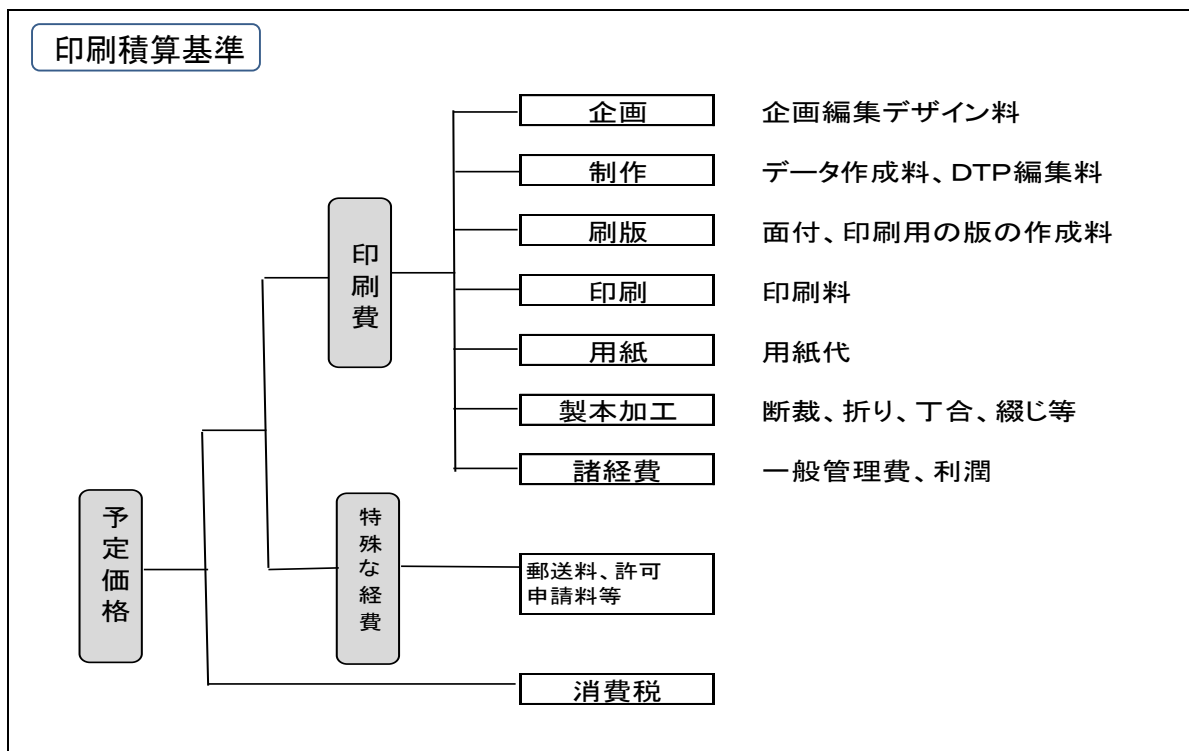 印刷積算基準
企画 企画編集デザイン料
制作 データ作成料、DTP編集料
刷版 面付、印刷用の版の作成料
印刷 印刷料
用紙 用紙代
製本加工 断裁、折り、丁合、綴じ等
諸経費 一般管理費、利潤
印刷費
予定価格
特殊な経費
郵送料、許可
申請料等
消費税